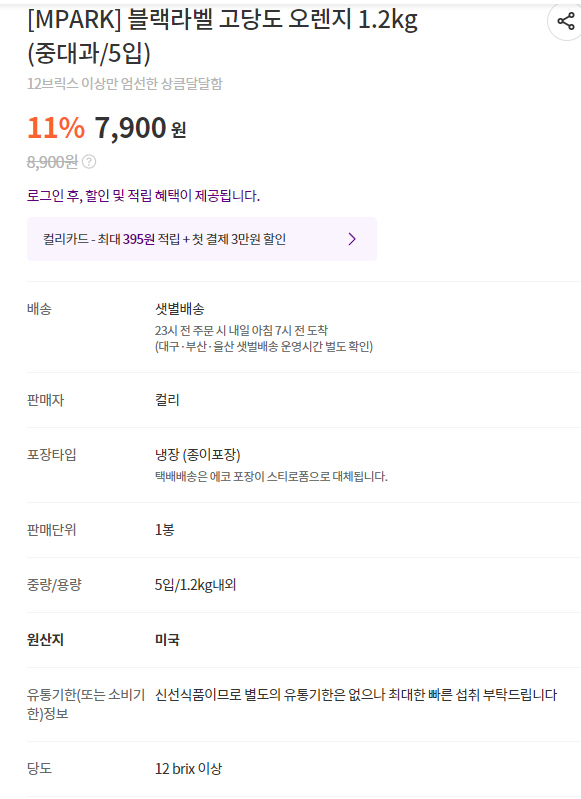 [MPARK] 블랙라벨 고당도 오렌지 1.2kg
(중대과/5입)
12브릭스 이상만 엄선한 상큼달달함
11% 7,900 원
8,900원 ?
로그인 후, 할인 및 적립 혜택이 제공됩니다.
컬리카드 - 최대 395원 적립 + 첫 결제 3만원 할인
배송 샛별배송
23시 전 주문 시 내일 아침 7시 전 도착
(대구·부산·울산 샛벌배송 운영시간 벌도 확인)
판매자 컬리
포장타입 냉장 (종이포장)
택배배송은 에코 포장이 스티로폼으로 대체됩니다.
판매단위 1봉
중량/용량 5입/1.2kg내외
원산지 미국
유통기한(또는 소비기 신선식품이므로 별도의 유통기한은 없으나 최대한 빠른 섭취 부탁드립니다
한)정보
당도 12 brix 이상